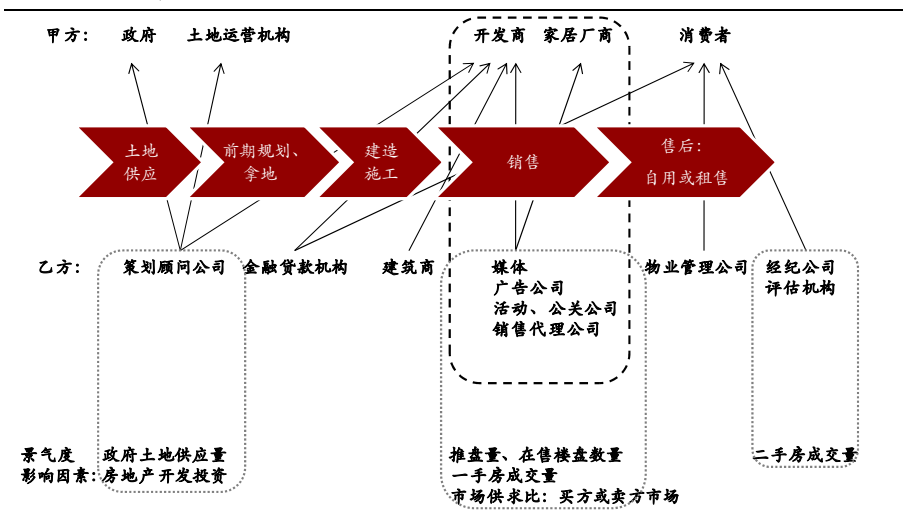 甲方： 政府 土地运营机构 开发商 家居厂商 消费者
土地
供应
前期规划、
拿地
建造
施工
销售
售后：
自用或租售
乙方： 策划顾问公司 金融贷款机构 建筑商 媒体 物业管理公司 经纪公司
广告公司 评估机构
活动、公关公司
销售代理公司
景气度 政府土地供应量 推盘量、在售楼盘数量 二手房成交量
影响因素：房地产开发投资 一手房成交量
市场供求比：买方或卖方市场